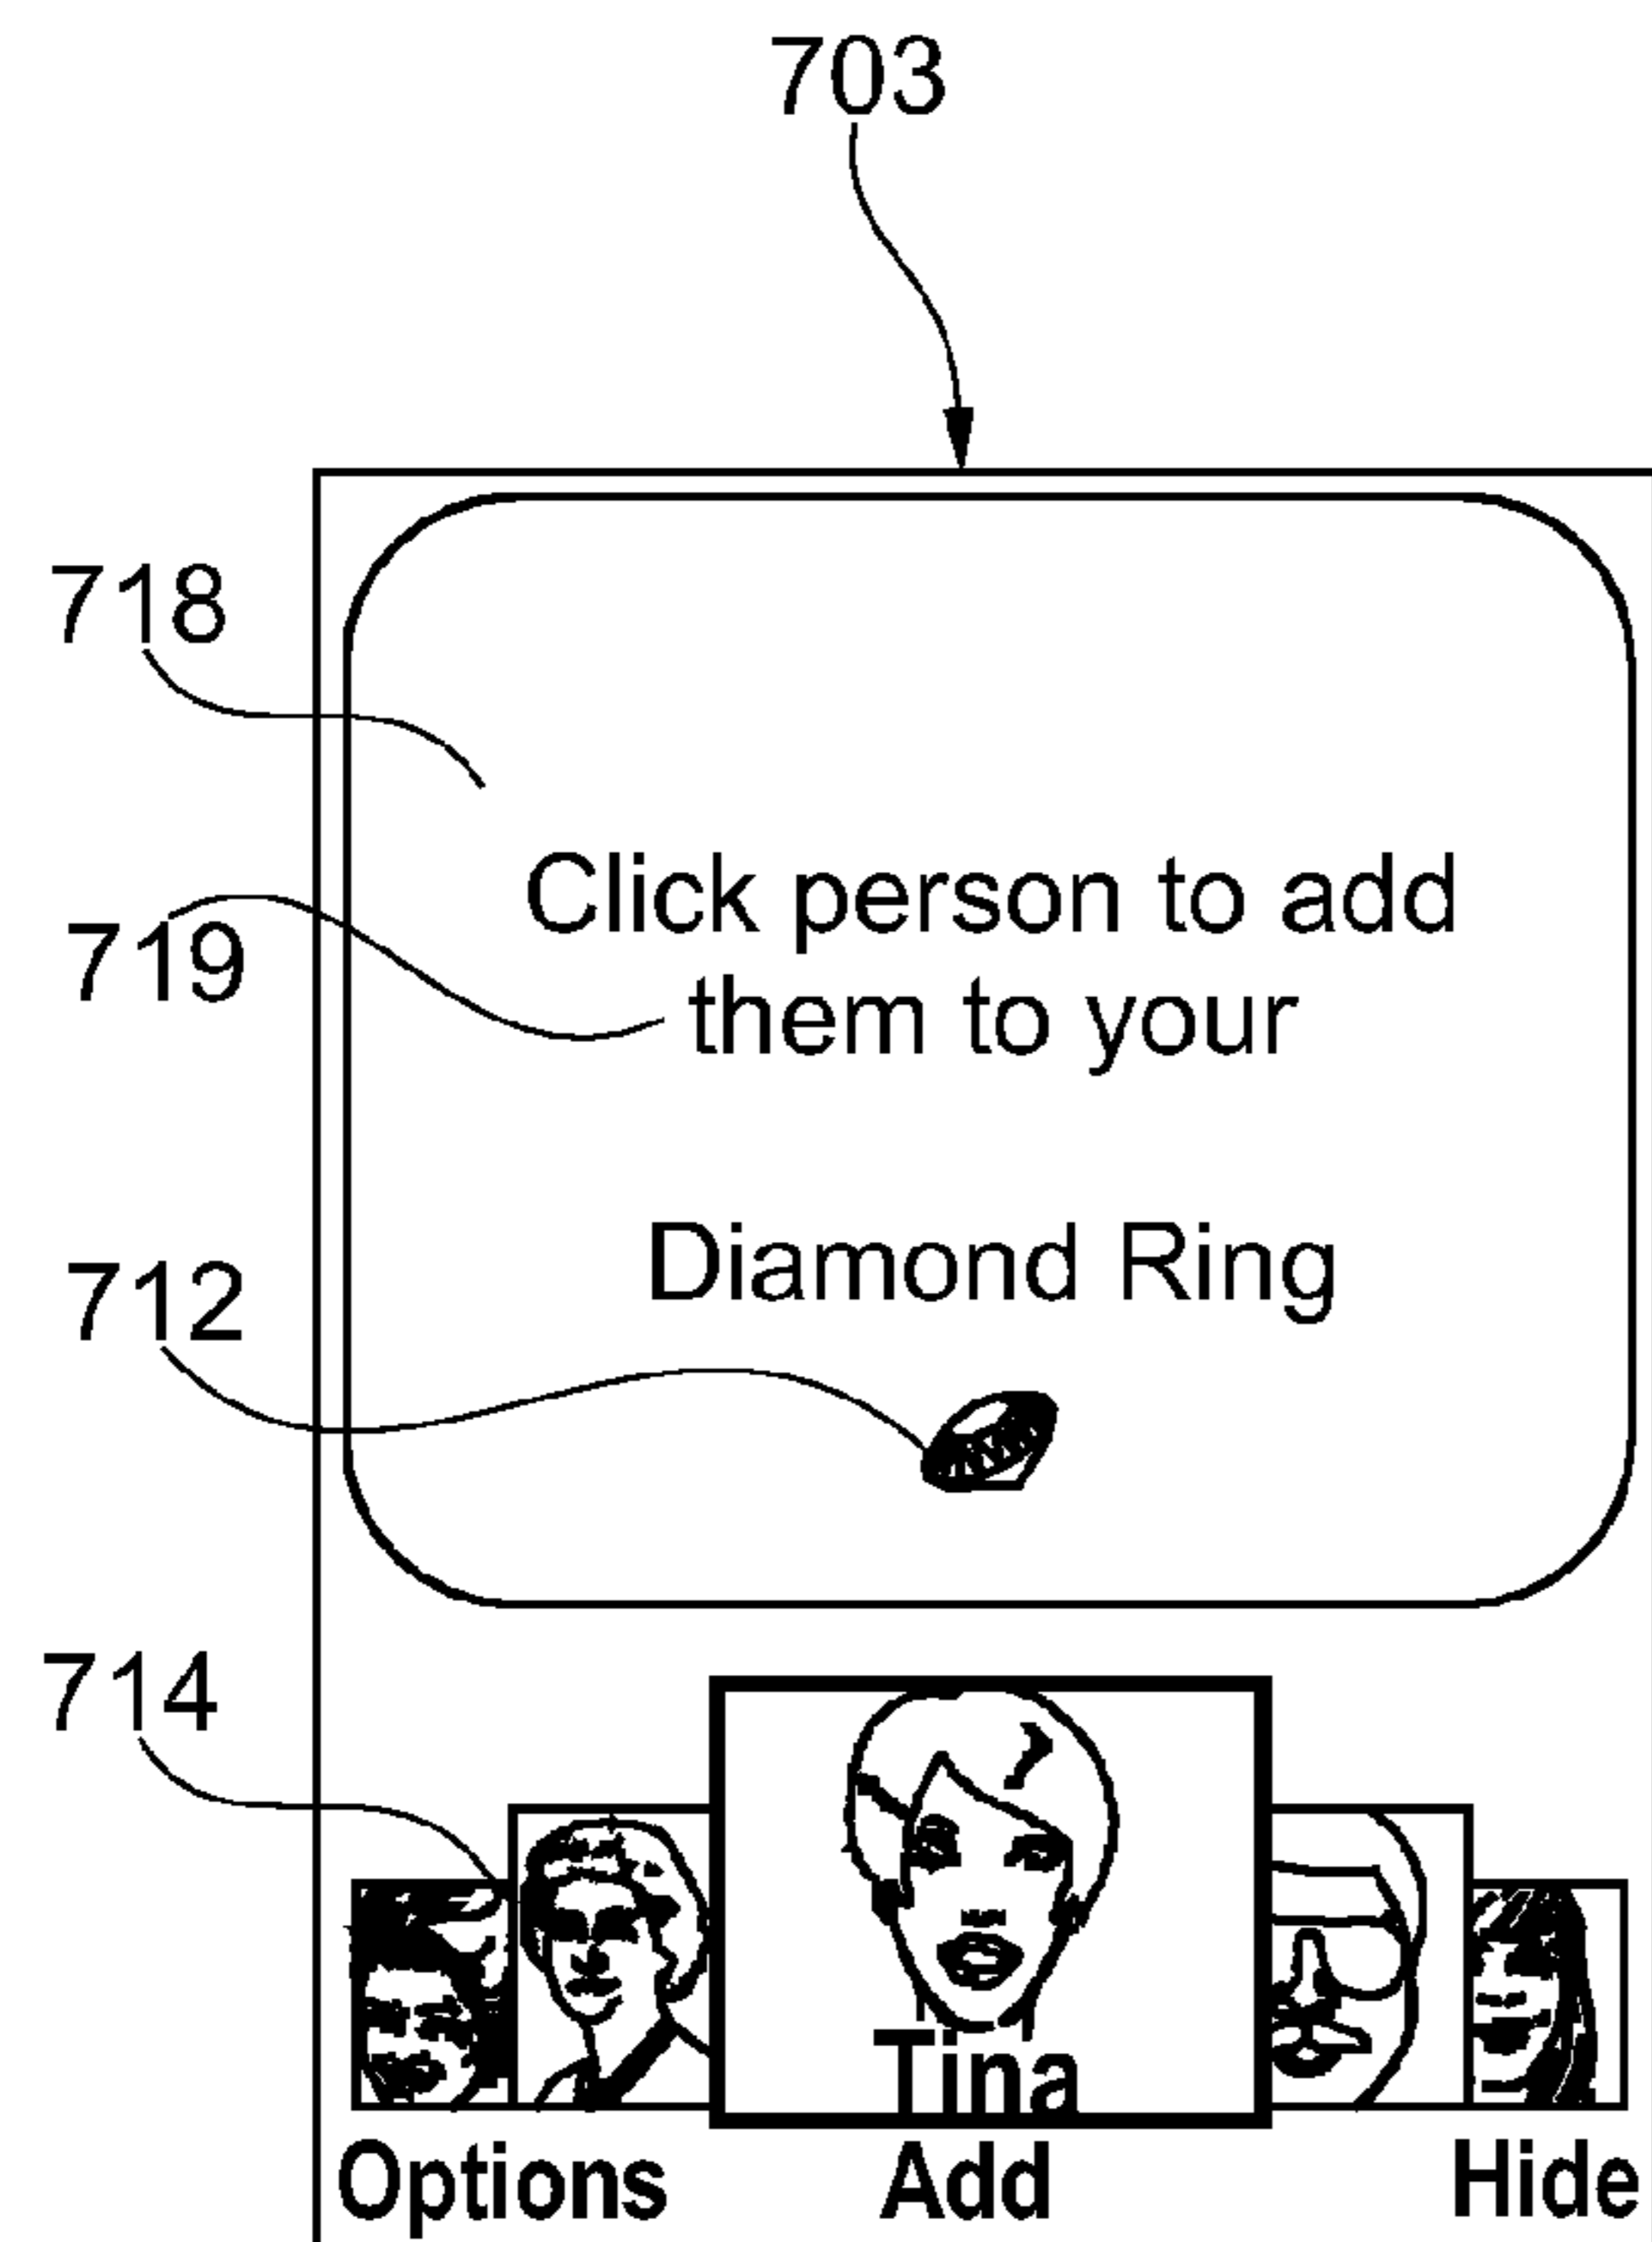 703
718
Click person to add
719
them to your
Diamond Ring
712
714
Tina
Options Add Hide